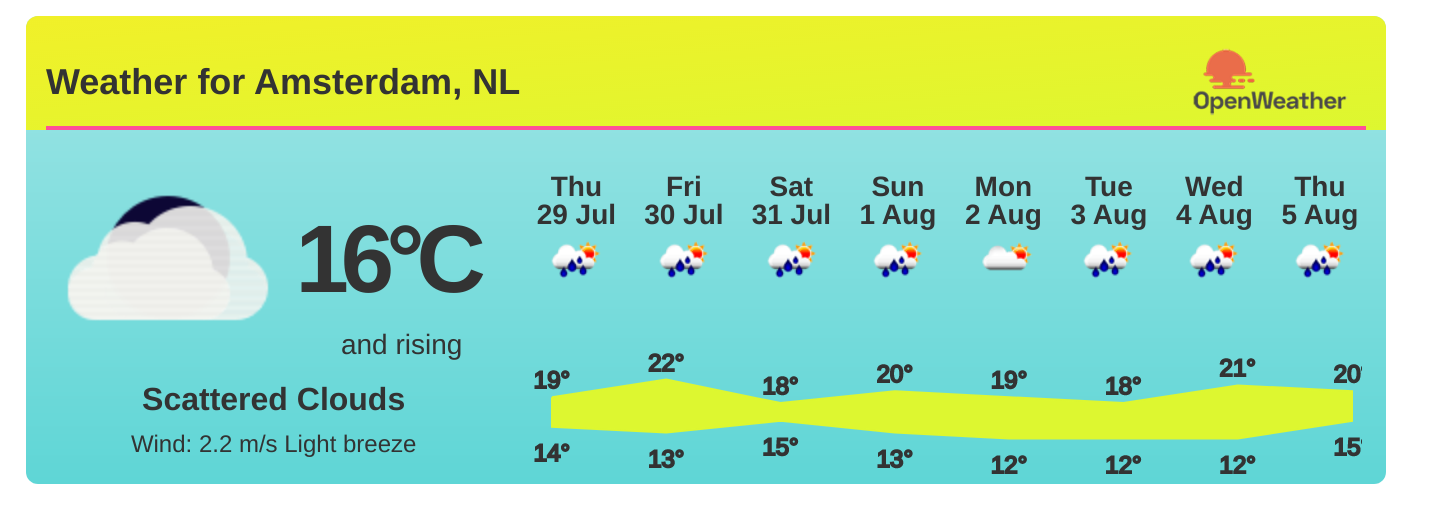 Weather for Amsterdam, NL
OpenWeather
16°C
and rising
Scattered Clouds
Wind: 2.2 m/s Light breeze
Thu Fri Sat Sun Mon Tue Wed Thu
29 Jul 30 Jul 31 Jul 1 Aug 2 Aug 3 Aug 4 Aug 5 Aug
19° 22° 18° 20° 19° 18° 21° 20°
14° 13° 15° 13° 12° 12° 12° 15°